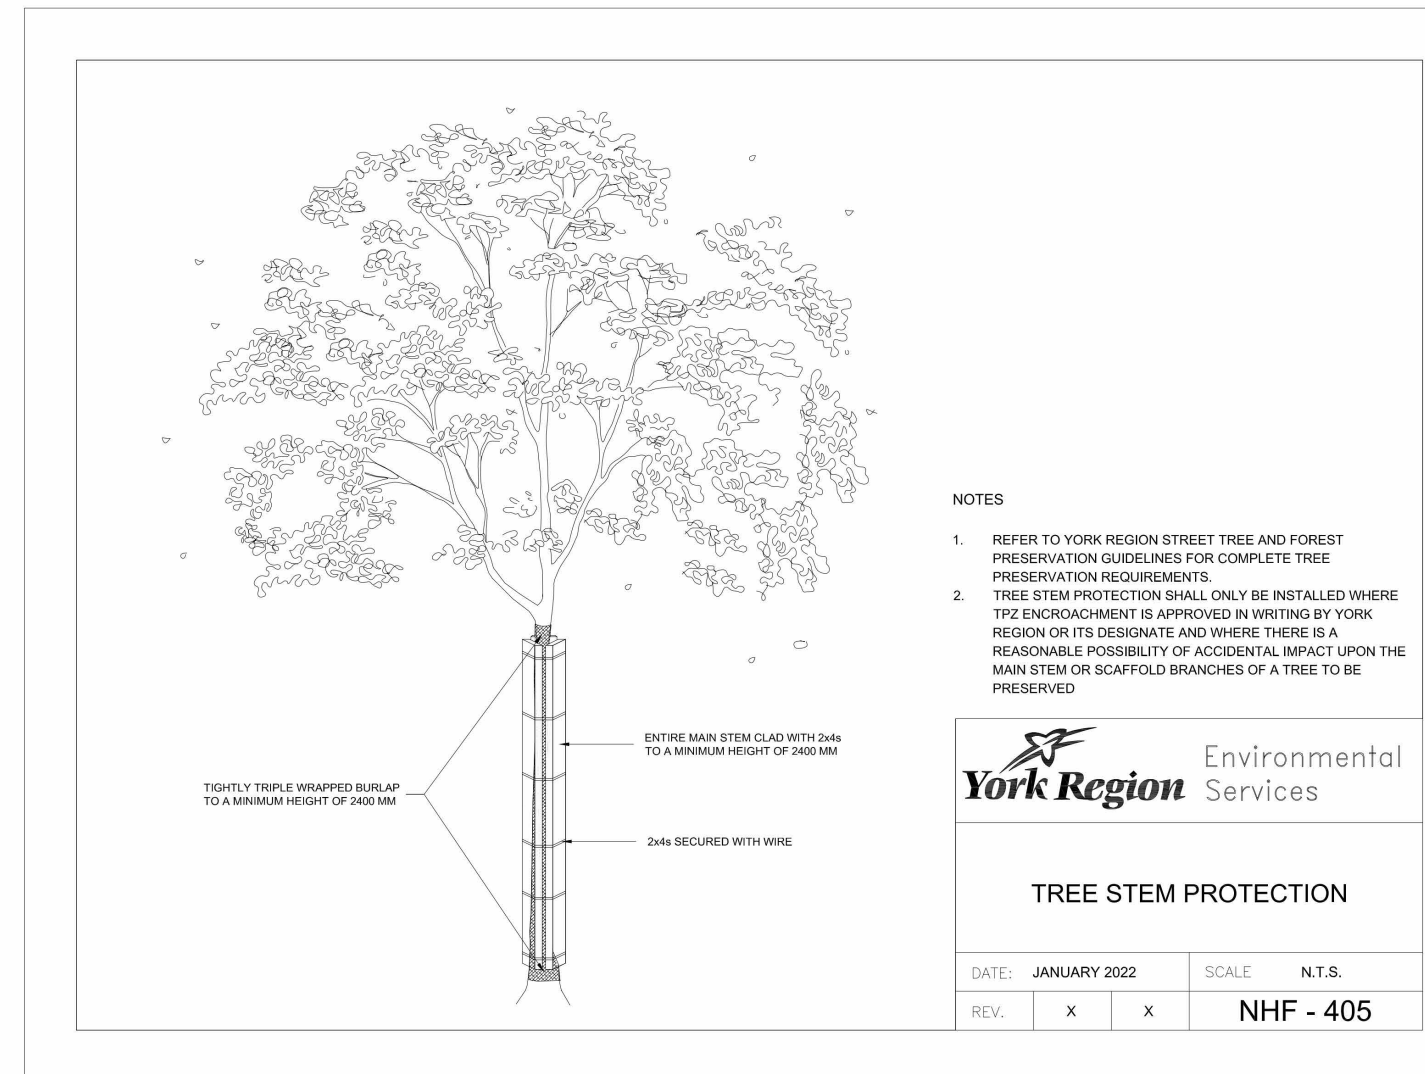 NOTES
1. REFER TO YORK REGION STREET TREE AND FOREST
PRESERVATION GUIDELINES FOR COMPLETE TREE
PRESERVATION REQUIREMENTS.
2. TREE STEM PROTECTION SHALL ONLY BE INSTALLED WHERE
TPZ ENCROACHMENT IS APPROVED IN WRITING BY YORK
REGION OR ITS DESIGNATE AND WHERE THERE IS A
REASONABLE POSSIBILITY OF ACCIDENTAL IMPACT UPON THE
MAIN STEM OR SCAFFOLD BRANCHES OF A TREE TO BE
PRESERVED
ENTIRE MAIN STEM CLAD WITH 2x4s
TO A MINIMUM HEIGHT OF 2400 MM
TIGHTLY TRIPLE WRAPPED BURLAP
TO A MINIMUM HEIGHT OF 2400 MM
2x4s SECURED WITH WIRE
York Region
Environmental
Services
TREE STEM PROTECTION
DATE: JANUARY 2022
SCALE N.T.S.
REV. X X
NHF - 405